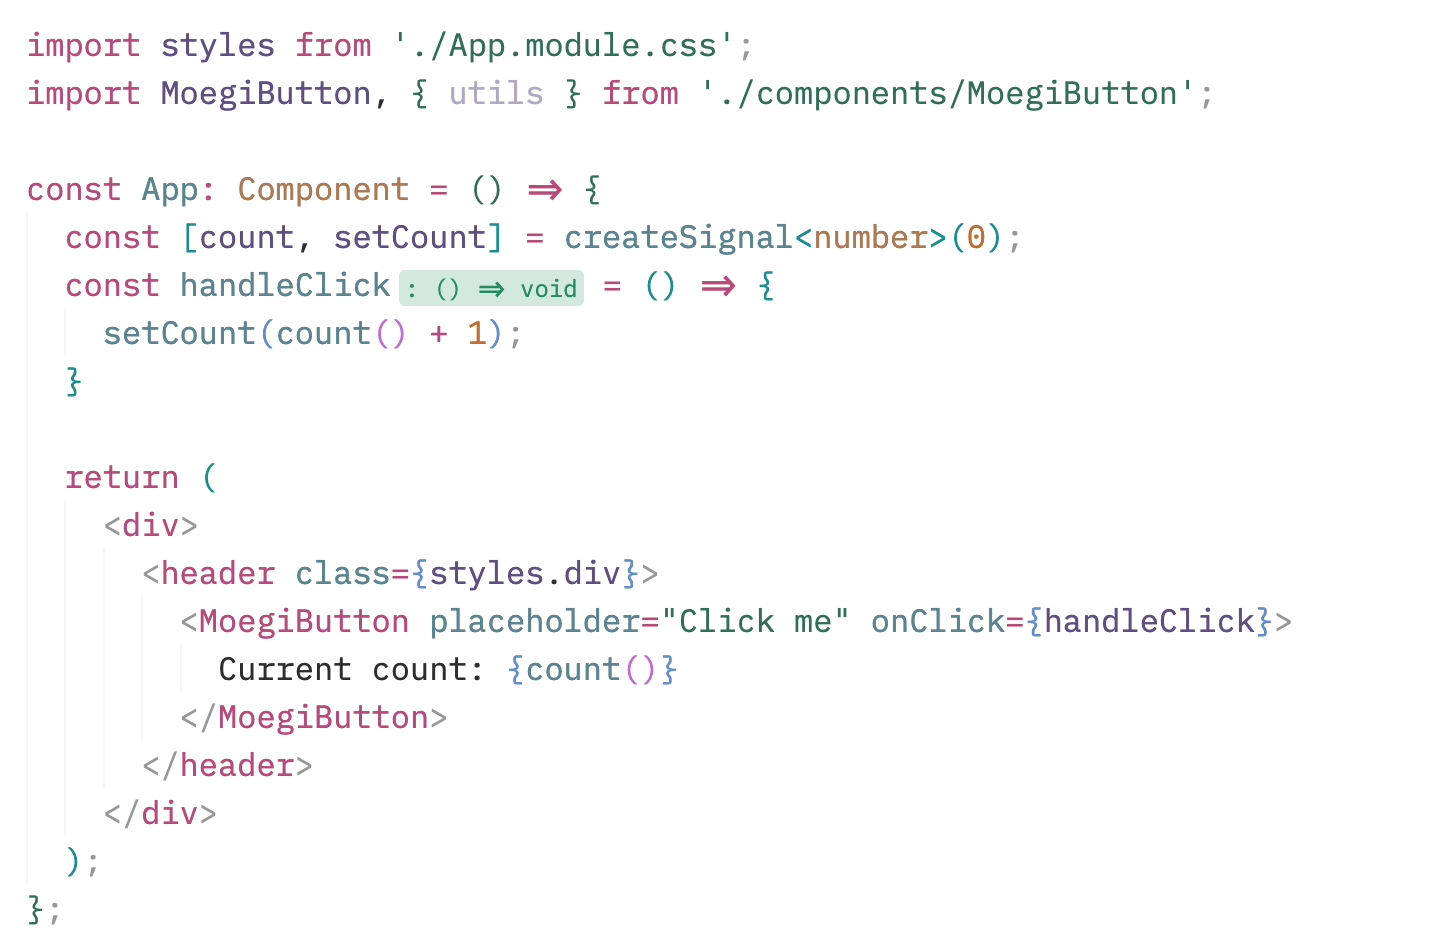 import styles from './App.module.css';
import MoegiButton, { utils } from './components/MoegiButton';

const App: Component = () => {
  const [count, setCount] = createSignal<number>(0);
  const handleClick: () => void = () => {
    setCount(count() + 1);
  }

  return (
    <div>
      <header class={styles.div}>
        <MoegiButton placeholder="Click me" onClick={handleClick}>
          Current count: {count()}
        </MoegiButton>
      </header>
    </div>
  );
};